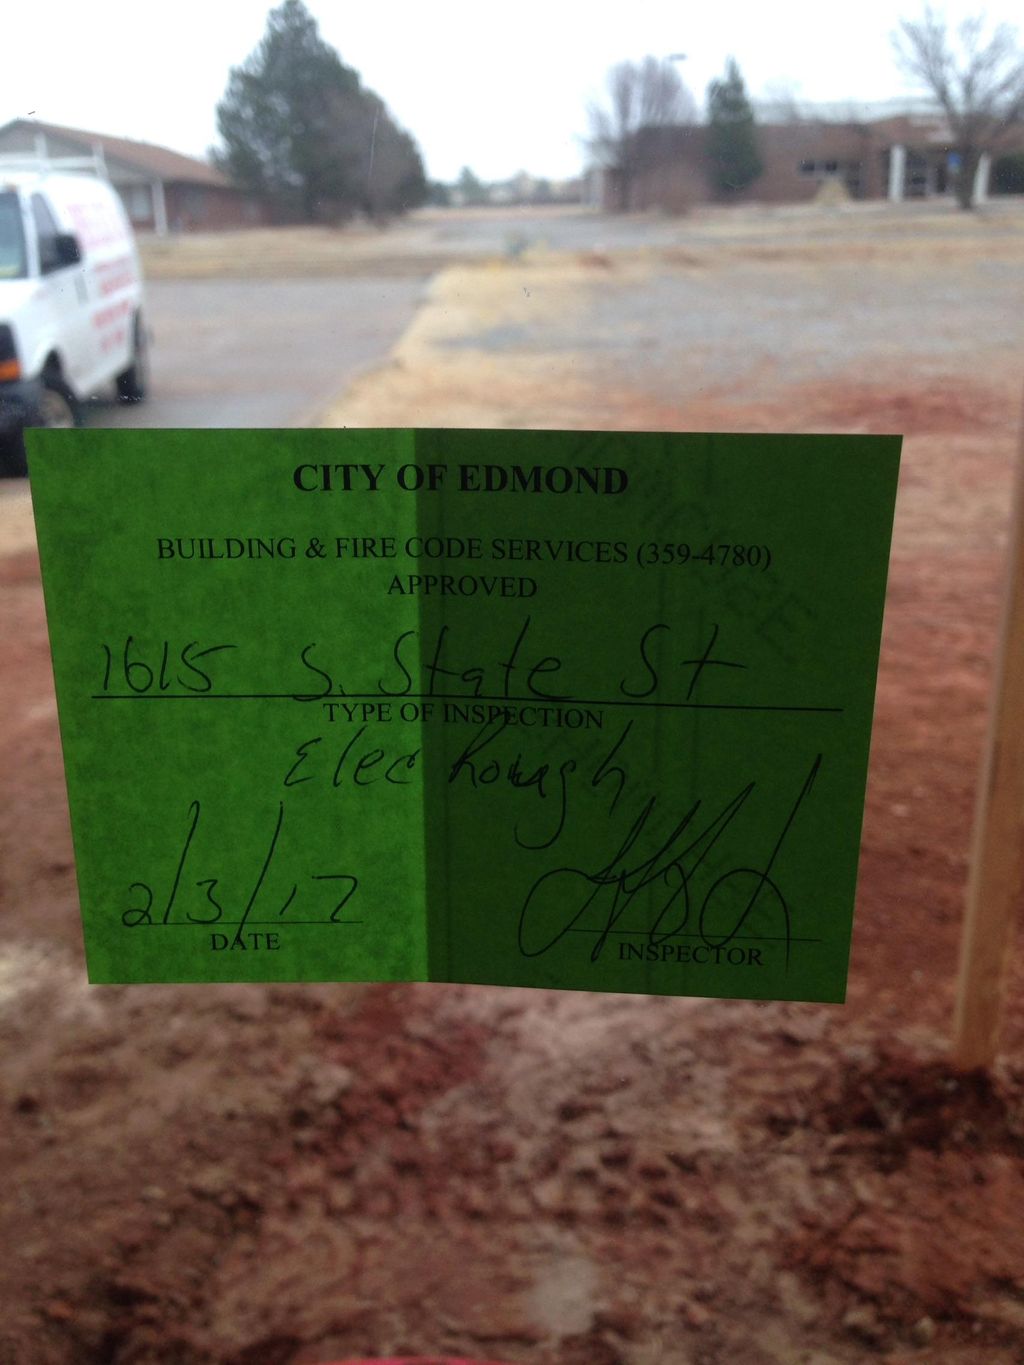 CITY OF EDMOND
BUILDING & FIRE CODE SERVICES (359-4780)
APPROVED
1615 S. State St
TYPE OF INSPECTION
Elec Rough
2/3/17
DATE
INSPECTOR